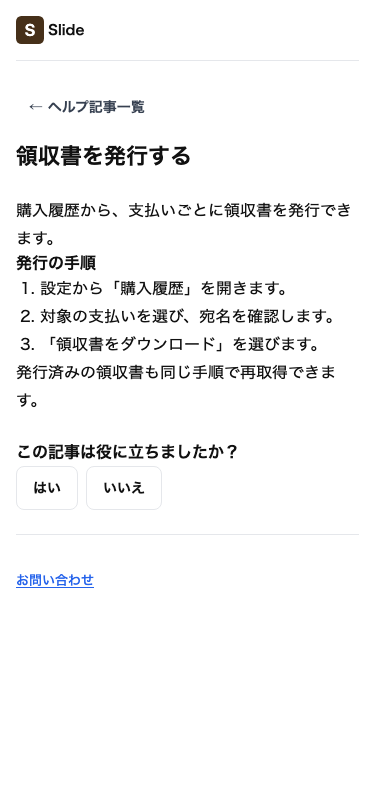 S Slide
← ヘルプ記事一覧
領収書を発行する
購入履歴から、支払いごとに領収書を発行でき
ます。
発行の手順
1. 設定から「購入履歴」を開きます。
2. 対象の支払いを選び、宛名を確認します。
3. 「領収書をダウンロード」を選びます。
発行済みの領収書も同じ手順で再取得できま
す。
この記事は役に立ちましたか？
はい いいえ
お問い合わせ